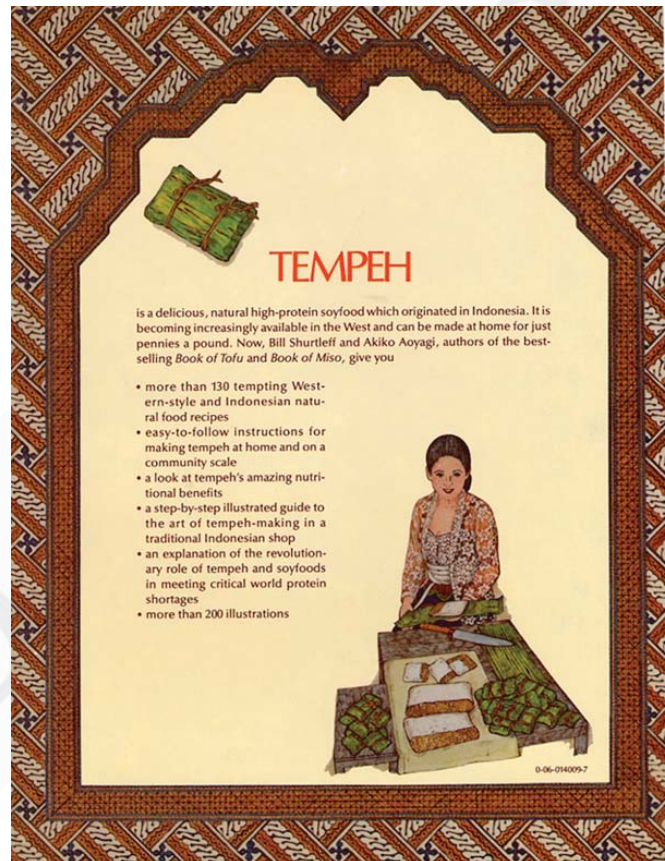 TEMPEH
is a delicious, natural high-protein soyfood which originated in Indonesia. It is
becoming increasingly available in the West and can be made at home for just
pennies a pound. Now, Bill Shurtleff and Akiko Aoyagi, authors of the best-
selling Book of Tofu and Book of Miso, give you
• more than 130 tempting West-
ern-style and Indonesian natu-
ral food recipes
• easy-to-follow instructions for
making tempeh at home and on a
community scale
• a look at tempeh's amazing nutri-
tional benefits
• a step-by-step illustrated guide to
the art of tempeh-making in a
traditional Indonesian shop
• an explanation of the revolution-
ary role of tempeh and soyfoods
in meeting critical world protein
shortages
• more than 200 illustrations
0-06-014009-7